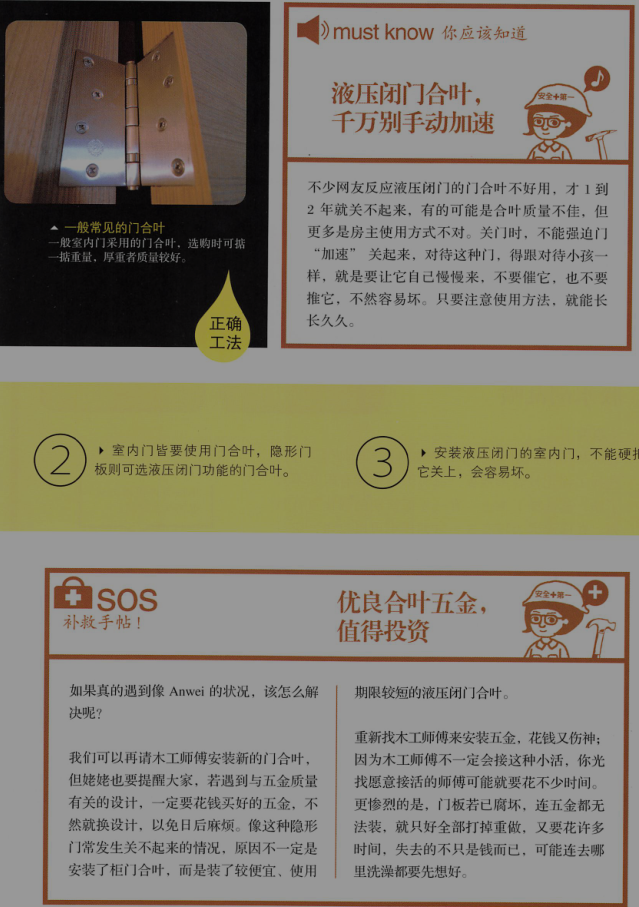 一般常见的门合叶
一般室内门采用的门合叶，选购时可掂
一掂重量，厚重者质量较好。
正确
工法
must know 你应该知道
液压闭门合叶，
千万别手动加速
安全第一
不少网友反应液压闭门的门合叶不好用，才 1 到
2 年就关不起来，有的可能是合叶质量不佳，但
更多是房主使用方式不对。关门时，不能强迫门
“加速” 关起来，对待这种门，得跟对待小孩一
样，就是要让它自己慢慢来，不要催它，也不要
推它，不然容易坏。只要注意使用方法，就能长
长久久。
2
室内门皆要使用门合叶，隐形门
板则可选液压闭门功能的门合叶。
3
安装液压闭门的室内门，不能硬
它关上，会容易坏。
SOS
补救手帖！
优良合叶五金，
值得投资
安全第一
如果真的遇到像 Anwei 的状况，该怎么解
决呢？
我们可以再请木工师傅安装新的门合叶，
但姥姥也要提醒大家，若遇到与五金质量
有关的设计，一定要花钱买好的五金，不
然就换设计，以免日后麻烦。像这种隐形
门常发生关不起来的情况，原因不一定是
安装了柜门合叶，而是装了较便宜、使用
期限较短的液压闭门合叶。
重新找木工师傅来安装五金，花钱又伤神；
因为木工师傅不一定会接这种小活，你光
找愿意接活的师傅可能就要花不少时间。
更惨烈的是，门板若已腐坏，连五金都无
法装，就只好全部打掉重做，又要花许多
时间，失去的不只是钱而已，可能连去哪
里洗澡都要先想好。